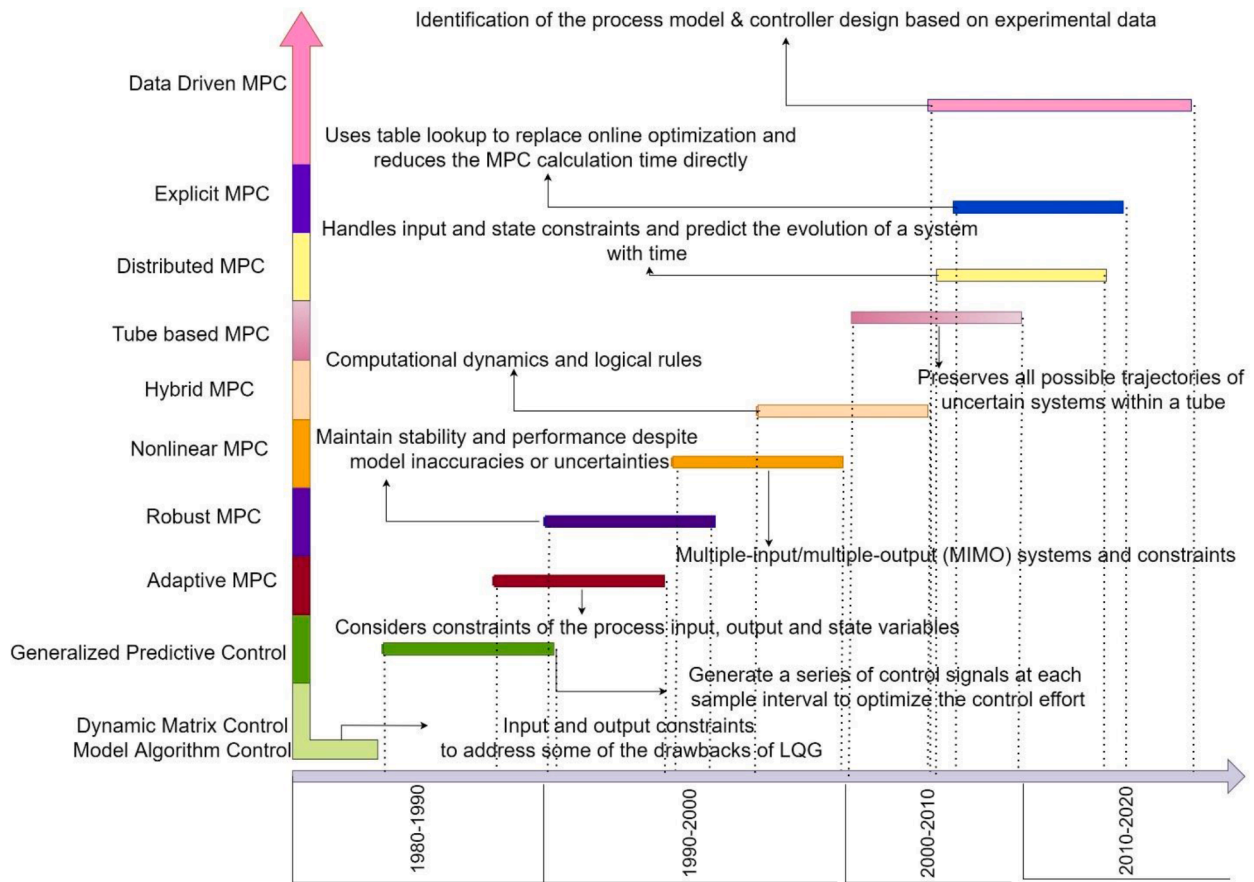 Identification of the process model & controller design based on experimental data
Data Driven MPC
Uses table lookup to replace online optimization and
reduces the MPC calculation time directly
Explicit MPC
Handles input and state constraints and predict the evolution of a system
with time
Distributed MPC
Tube based MPC
Computational dynamics and logical rules
Preserves all possible trajectories of
uncertain systems within a tube
Hybrid MPC
Maintain stability and performance despite
model inaccuracies or uncertainties
Nonlinear MPC
Robust MPC
Multiple-input/multiple-output (MIMO) systems and constraints
Adaptive MPC
Considers constraints of the process input, output and state variables
Generalized Predictive Control
Generate a series of control signals at each
sample interval to optimize the control effort
Dynamic Matrix Control
Model Algorithm Control
Input and output constraints
to address some of the drawbacks of LQG
1980-1990
1990-2000
2000-2010
2010-2020